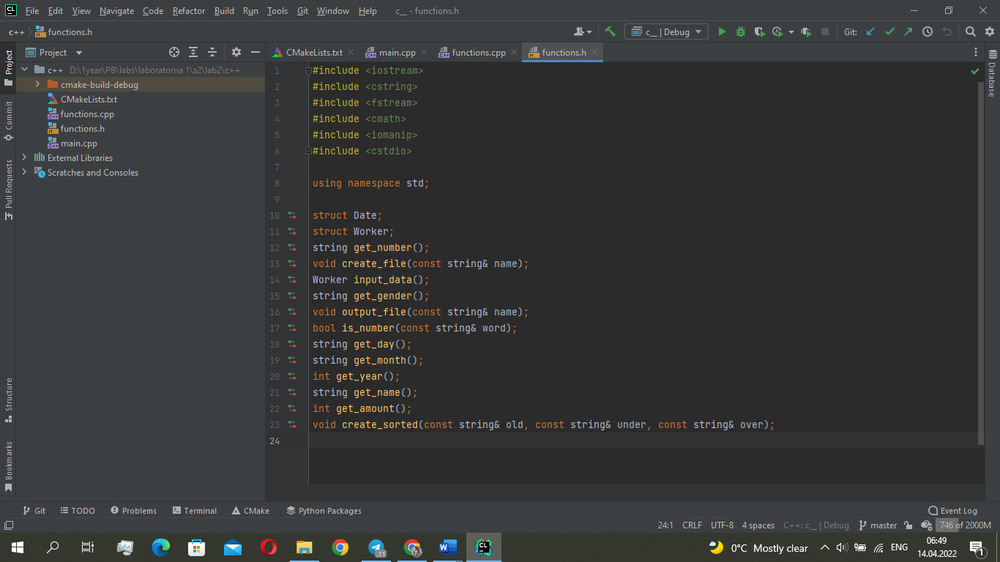 File Edit View Navigate Code Refactor Build Run Tools Git Window Help c__ - functions.h
c++ functions.h c__ | Debug Git:
Project CMakeLists.txt main.cpp functions.cpp functions.h
c++ D:\1year\PB\labs\laboratorna 1\s2\lab2\c++
cmake-build-debug
CMakeLists.txt
functions.cpp
functions.h
main.cpp
External Libraries
Scratches and Consoles
Project
Commit
Pull Requests
Structure
Bookmarks
1 #include <iostream>
2 #include <cstring>
3 #include <fstream>
4 #include <cmath>
5 #include <iomanip>
6 #include <cstdio>
7
8 using namespace std;
9
10 struct Date;
11 struct Worker;
12 string get_number();
13 void create_file(const string& name);
14 Worker input_data();
15 string get_gender();
16 void output_file(const string& name);
17 bool is_number(const string& word);
18 string get_day();
19 string get_month();
20 int get_year();
21 string get_name();
22 int get_amount();
23 void create_sorted(const string& old, const string& under, const string& over);
24
Database
Git TODO Problems Terminal CMake Python Packages Event Log
24:1 CRLF UTF-8 4 spaces C++: c__ | Debug master 746 of 2000M
11 0°C Mostly clear ENG 06:49
14.04.2022 1